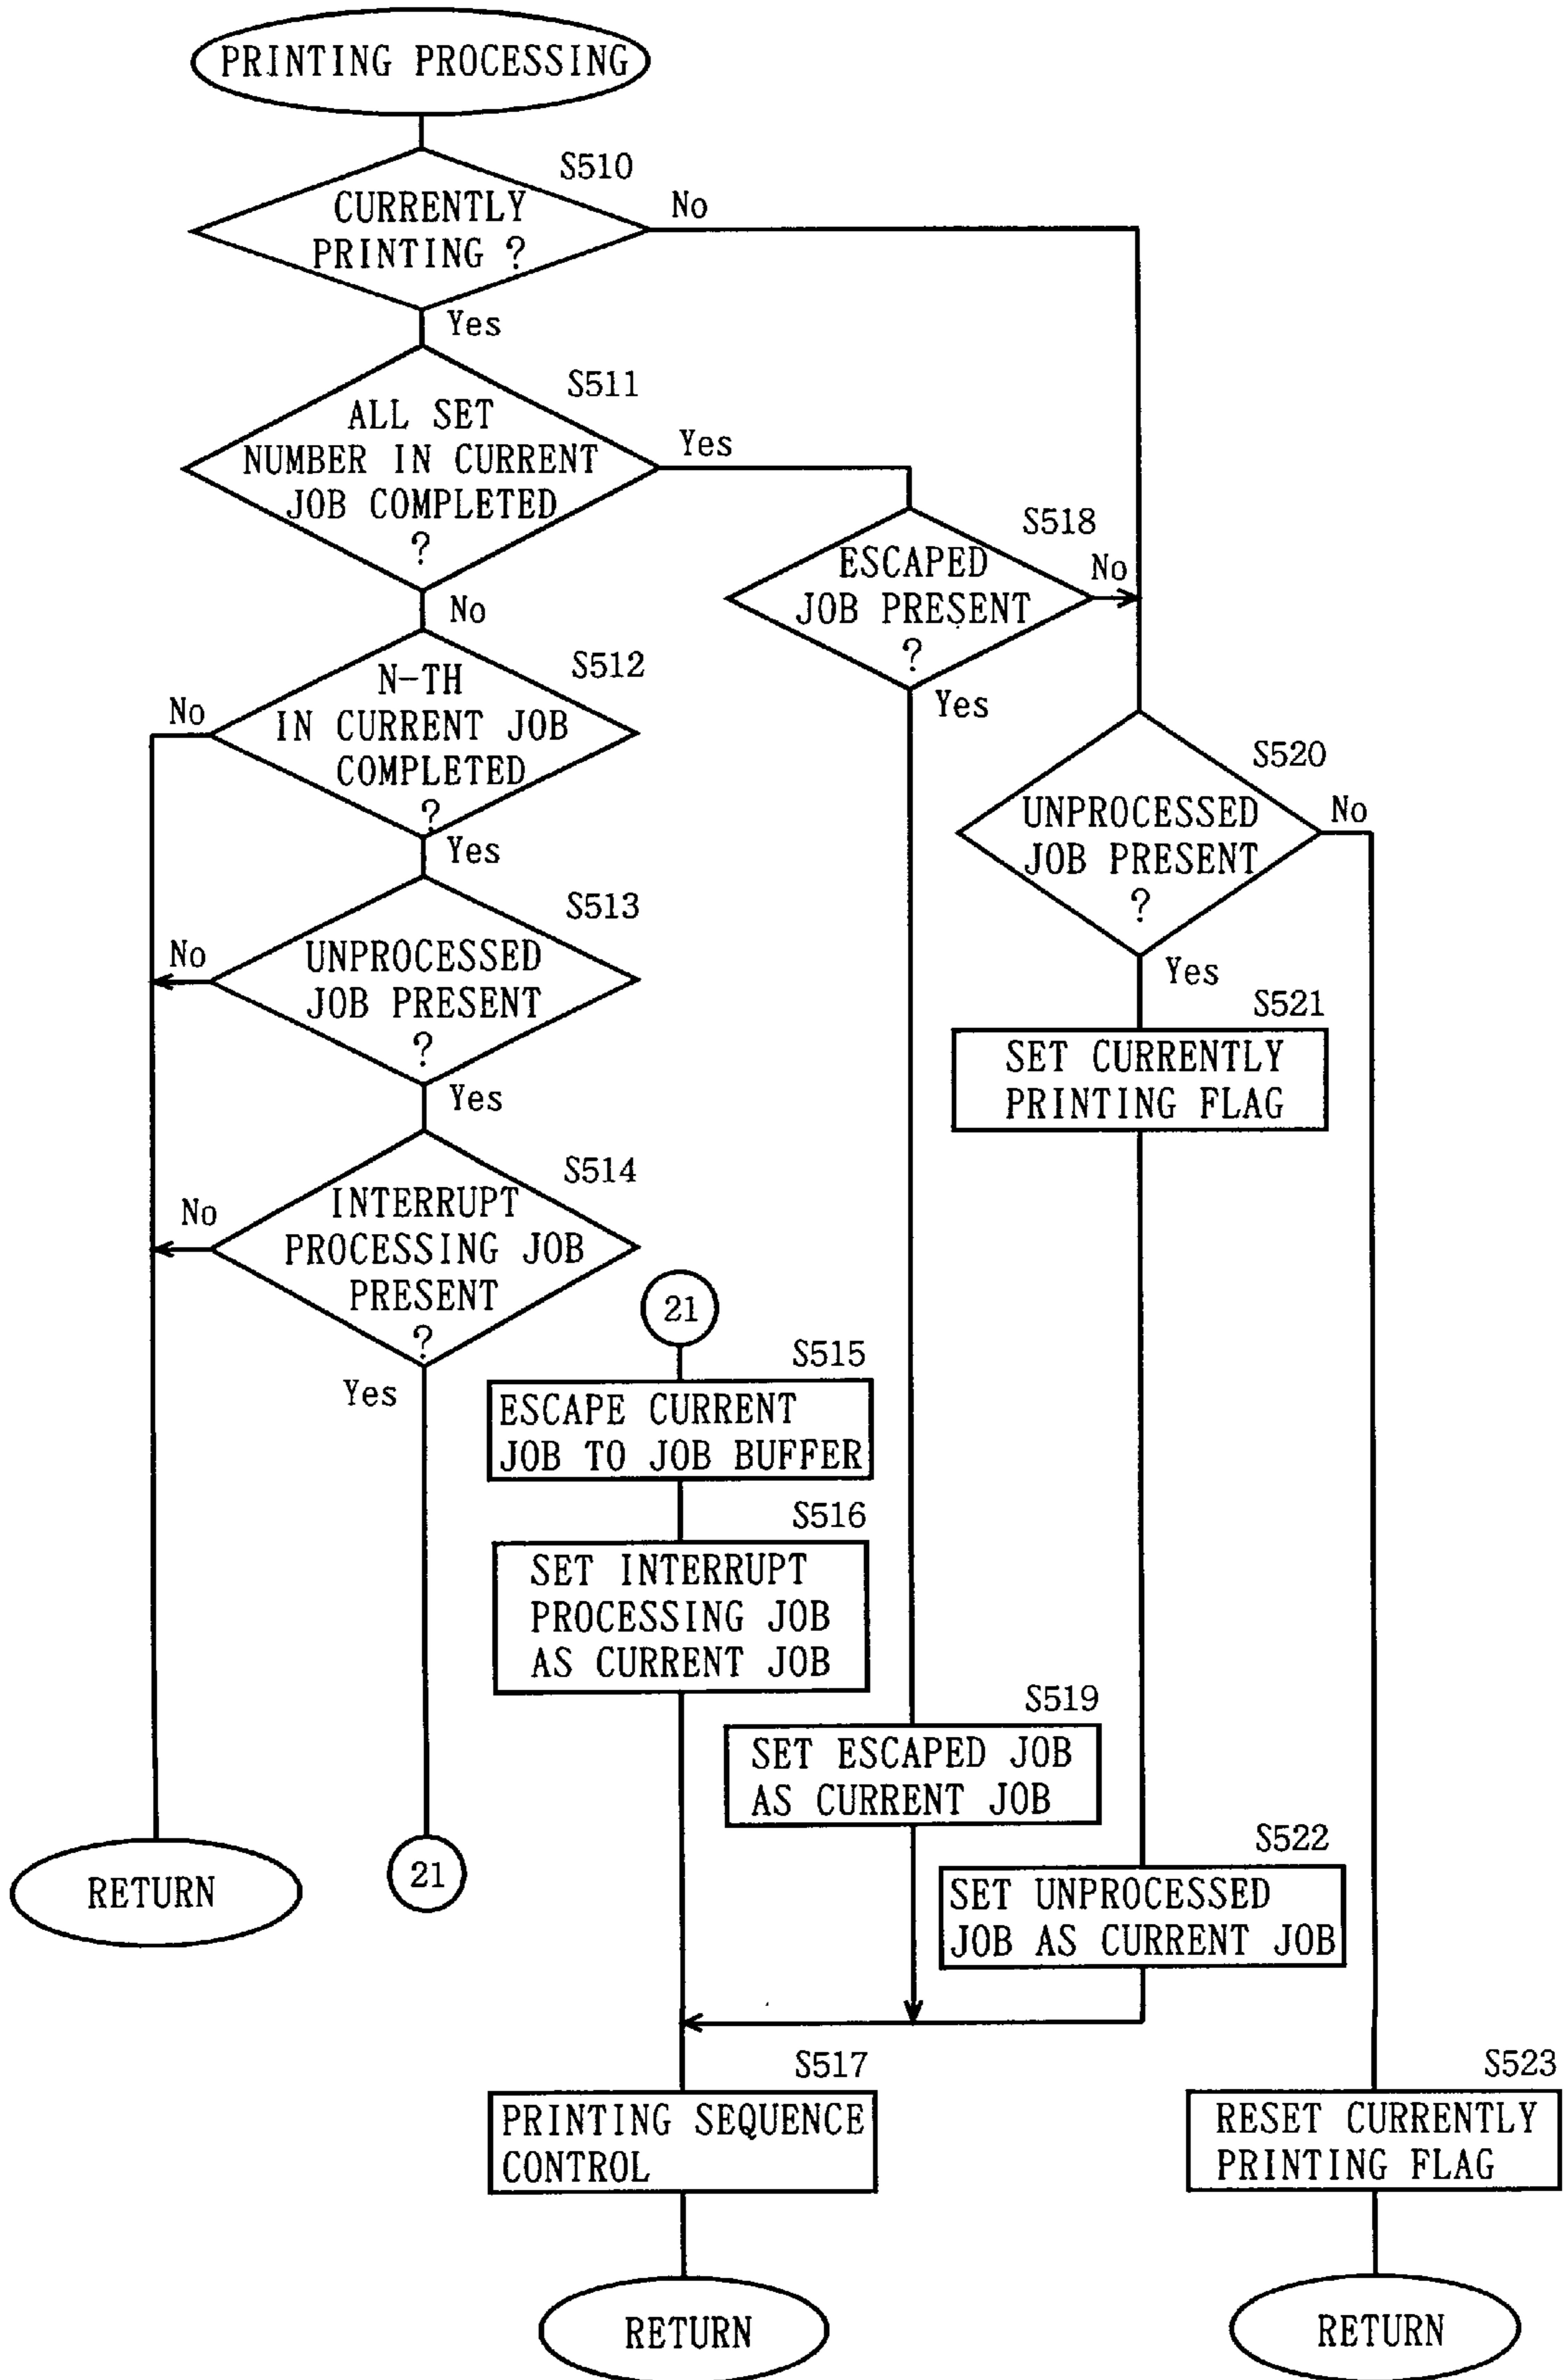 PRINTING PROCESSING
S510
CURRENTLY
PRINTING ?
No
Yes
S511
ALL SET
NUMBER IN CURRENT
JOB COMPLETED
?
Yes
No
S518
ESCAPED
JOB PRESENT
?
No
Yes
S512
N-TH
IN CURRENT JOB
COMPLETED
?
No
Yes
S520
UNPROCESSED
JOB PRESENT
?
No
Yes
S513
UNPROCESSED
JOB PRESENT
?
No
Yes
S521
SET CURRENTLY
PRINTING FLAG
S514
INTERRUPT
PROCESSING JOB
PRESENT
?
No
Yes
21
S515
ESCAPE CURRENT
JOB TO JOB BUFFER
S516
SET INTERRUPT
PROCESSING JOB
AS CURRENT JOB
S519
SET ESCAPED JOB
AS CURRENT JOB
S522
SET UNPROCESSED
JOB AS CURRENT JOB
RETURN
21
S517
PRINTING SEQUENCE
CONTROL
S523
RESET CURRENTLY
PRINTING FLAG
RETURN
RETURN